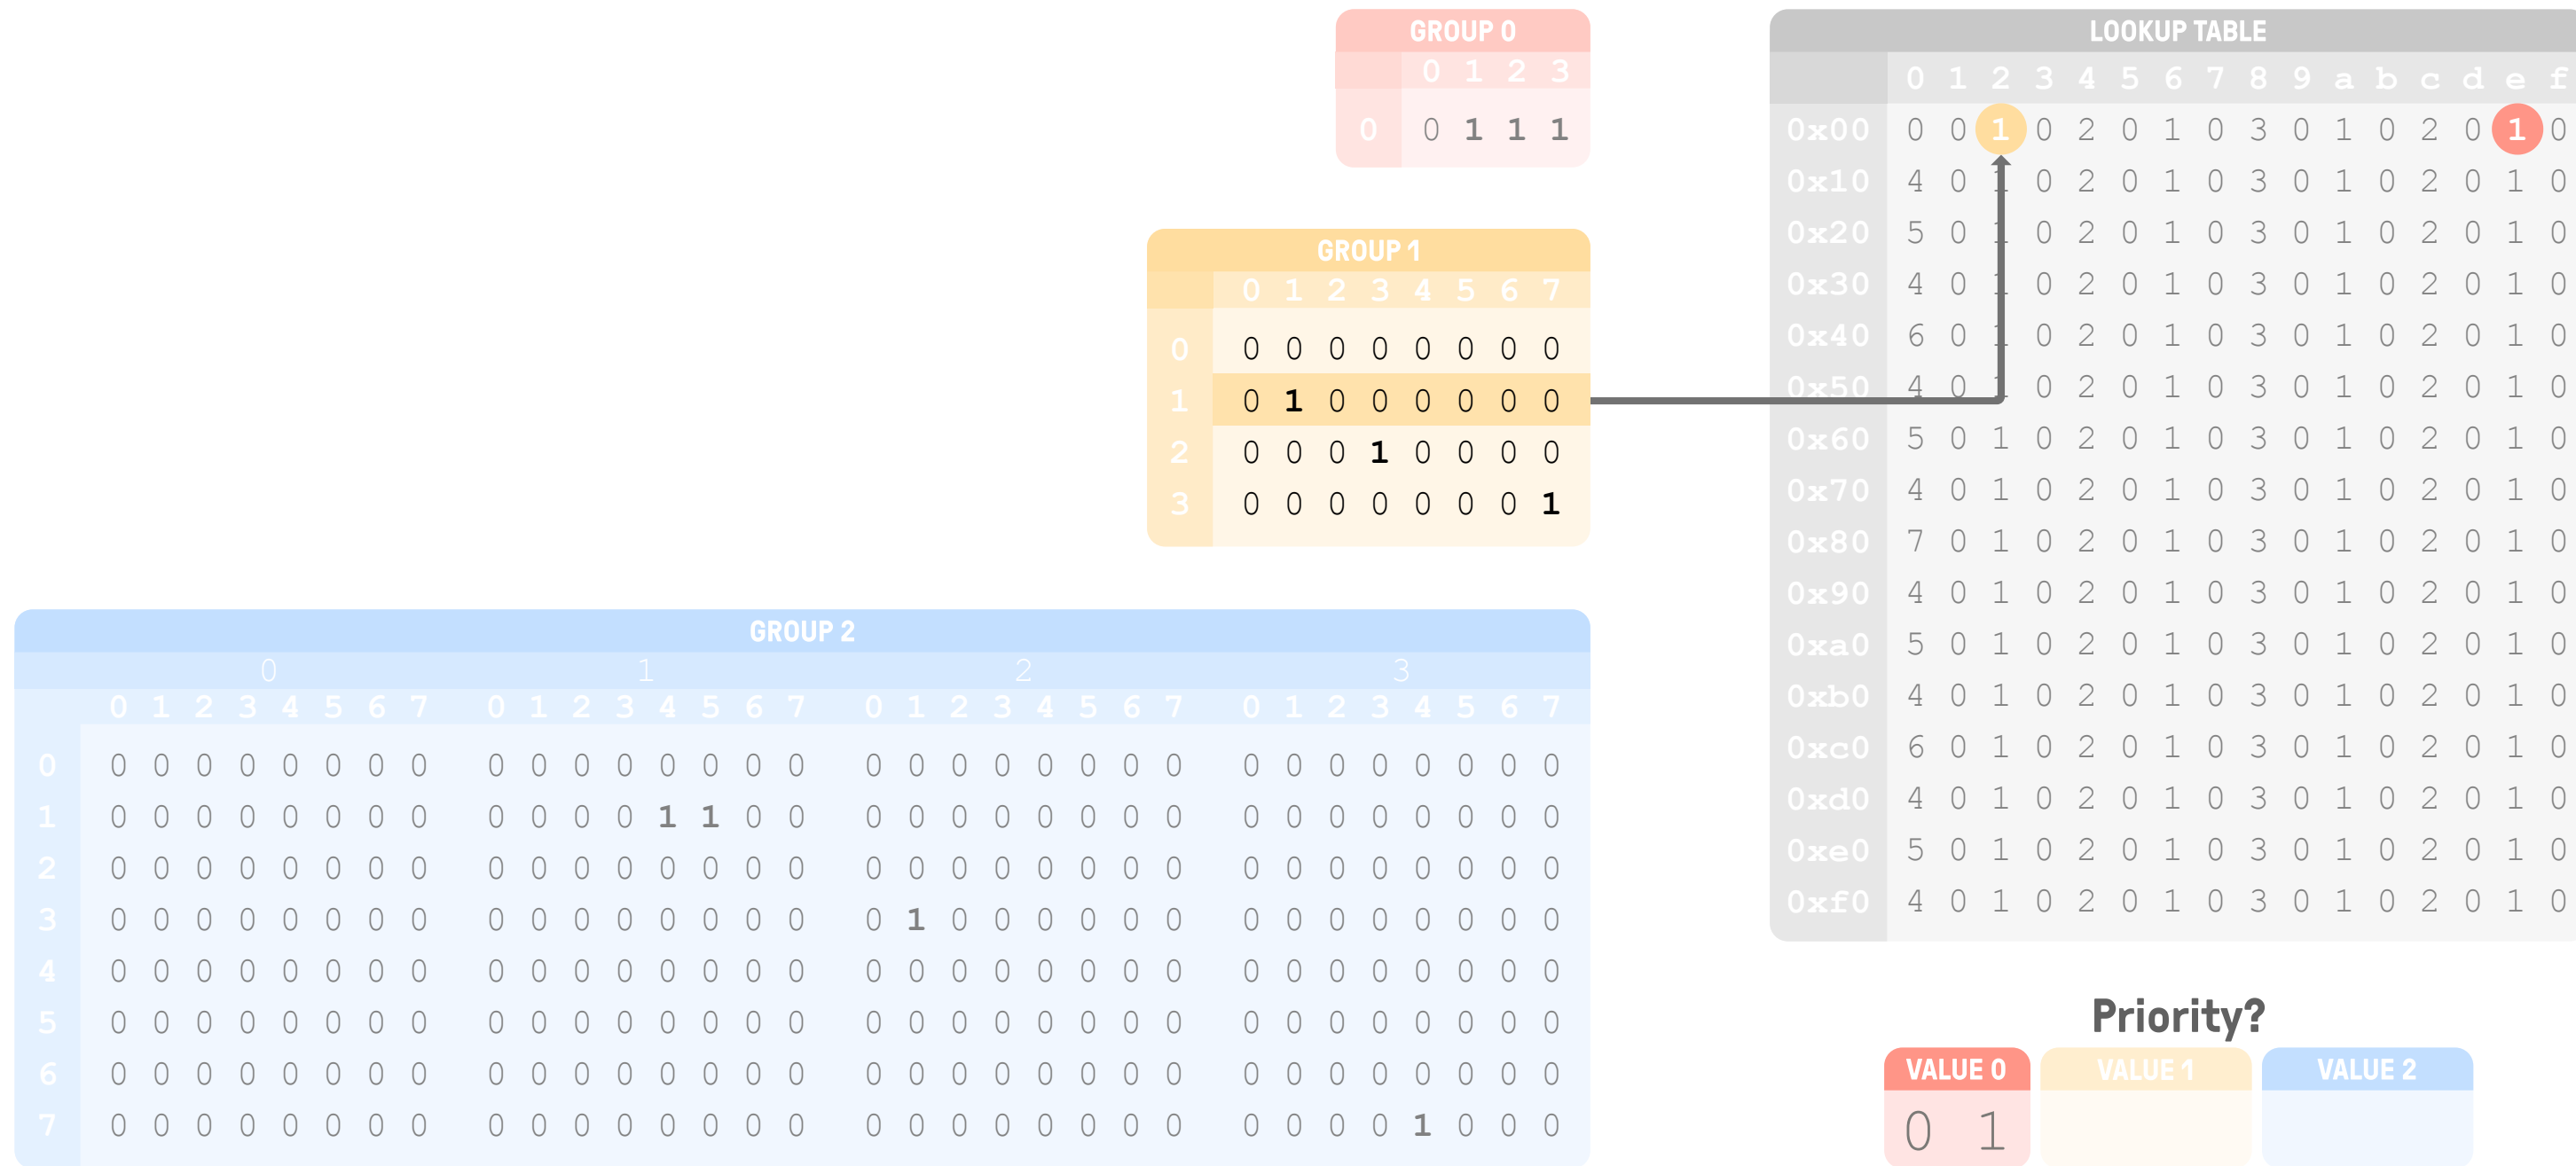 GROUP 0
0 1 2 3
0 0 1 1 1
GROUP 1
0 1 2 3 4 5 6 7
0 0 0 0 0 0 0 0 0
1 0 1 0 0 0 0 0 0
2 0 0 0 1 0 0 0 0
3 0 0 0 0 0 0 0 1
GROUP 2
0 1 2 3
0 1 2 3 4 5 6 7 0 1 2 3 4 5 6 7 0 1 2 3 4 5 6 7 0 1 2 3 4 5 6 7
0 0 0 0 0 0 0 0 0 0 0 0 0 0 0 0 0 0 0 0 0 0 0 0 0 0 0 0 0 0 0 0 0
1 0 0 0 0 0 0 0 0 0 0 0 0 1 1 0 0 0 0 0 0 0 0 0 0 0 0 0 0 0 0 0 0
2 0 0 0 0 0 0 0 0 0 0 0 0 0 0 0 0 0 0 0 0 0 0 0 0 0 0 0 0 0 0 0 0
3 0 0 0 0 0 0 0 0 0 0 0 0 0 0 0 0 0 1 0 0 0 0 0 0 0 0 0 0 0 0 0 0
4 0 0 0 0 0 0 0 0 0 0 0 0 0 0 0 0 0 0 0 0 0 0 0 0 0 0 0 0 0 0 0 0
5 0 0 0 0 0 0 0 0 0 0 0 0 0 0 0 0 0 0 0 0 0 0 0 0 0 0 0 0 0 0 0 0
6 0 0 0 0 0 0 0 0 0 0 0 0 0 0 0 0 0 0 0 0 0 0 0 0 0 0 0 0 0 0 0 0
7 0 0 0 0 0 0 0 0 0 0 0 0 0 0 0 0 0 0 0 0 0 0 0 0 0 0 0 0 1 0 0 0
LOOKUP TABLE
0 1 2 3 4 5 6 7 8 9 a b c d e f
0x00 0 0 1 0 2 0 1 0 3 0 1 0 2 0 1 0
0x10 4 0 1 0 2 0 1 0 3 0 1 0 2 0 1 0
0x20 5 0 1 0 2 0 1 0 3 0 1 0 2 0 1 0
0x30 4 0 1 0 2 0 1 0 3 0 1 0 2 0 1 0
0x40 6 0 1 0 2 0 1 0 3 0 1 0 2 0 1 0
0x50 4 0 1 0 2 0 1 0 3 0 1 0 2 0 1 0
0x60 5 0 1 0 2 0 1 0 3 0 1 0 2 0 1 0
0x70 4 0 1 0 2 0 1 0 3 0 1 0 2 0 1 0
0x80 7 0 1 0 2 0 1 0 3 0 1 0 2 0 1 0
0x90 4 0 1 0 2 0 1 0 3 0 1 0 2 0 1 0
0xa0 5 0 1 0 2 0 1 0 3 0 1 0 2 0 1 0
0xb0 4 0 1 0 2 0 1 0 3 0 1 0 2 0 1 0
0xc0 6 0 1 0 2 0 1 0 3 0 1 0 2 0 1 0
0xd0 4 0 1 0 2 0 1 0 3 0 1 0 2 0 1 0
0xe0 5 0 1 0 2 0 1 0 3 0 1 0 2 0 1 0
0xf0 4 0 1 0 2 0 1 0 3 0 1 0 2 0 1 0
Priority?
VALUE 0 VALUE 1 VALUE 2
0 1